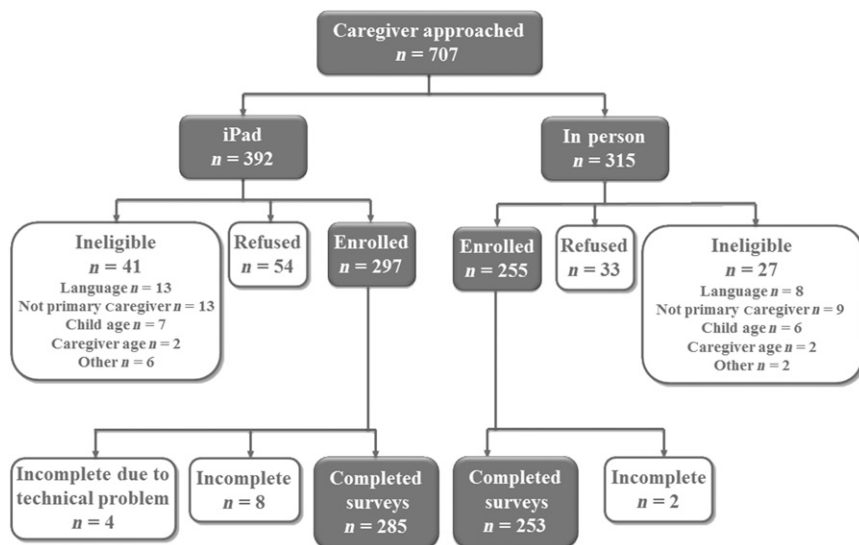 Caregiver approached
n = 707
iPad
n = 392
In person
n = 315
Ineligible
n = 41
Language n = 13
Not primary caregiver n = 13
Child age n = 7
Caregiver age n = 2
Other n = 6
Refused
n = 54
Enrolled
n = 297
Enrolled
n = 255
Refused
n = 33
Ineligible
n = 27
Language n = 8
Not primary caregiver n = 9
Child age n = 6
Caregiver age n = 2
Other n = 2
Incomplete due to
technical problem
n = 4
Incomplete
n = 8
Completed
surveys
n = 285
Completed
surveys
n = 253
Incomplete
n = 2